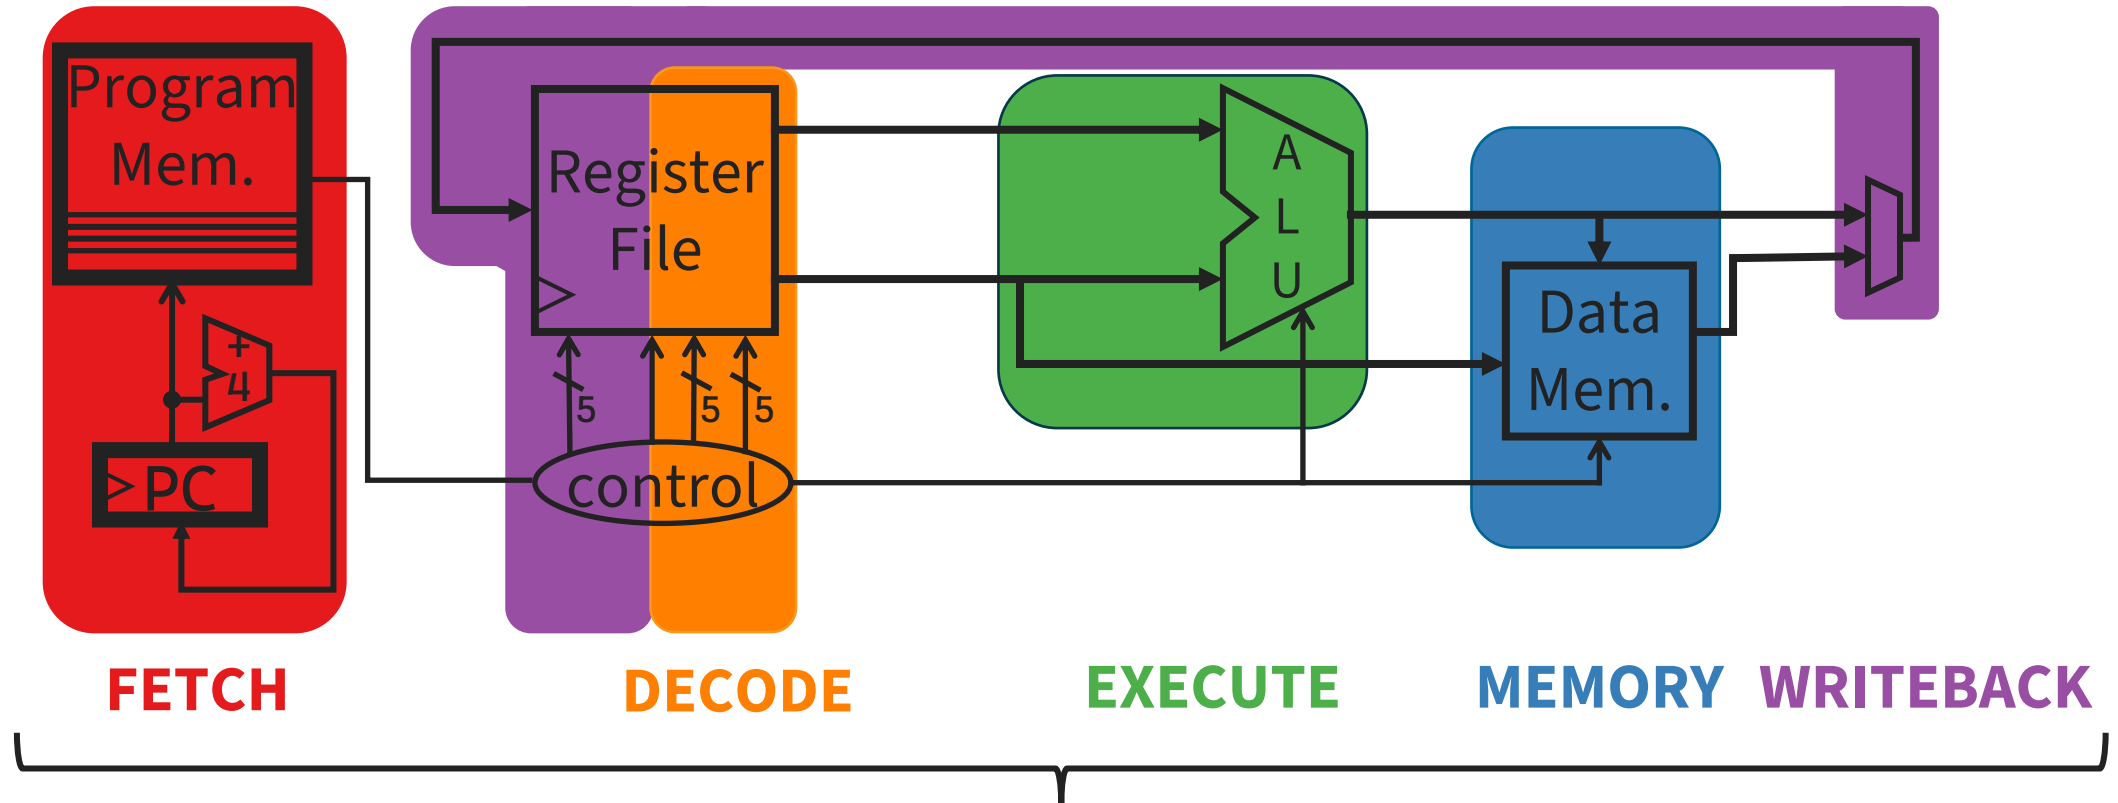 Program
Mem.
+
4
PC
Register
File
5
5
5
control
A
L
U
Data
Mem.
FETCH
DECODE
EXECUTE
MEMORY
WRITEBACK